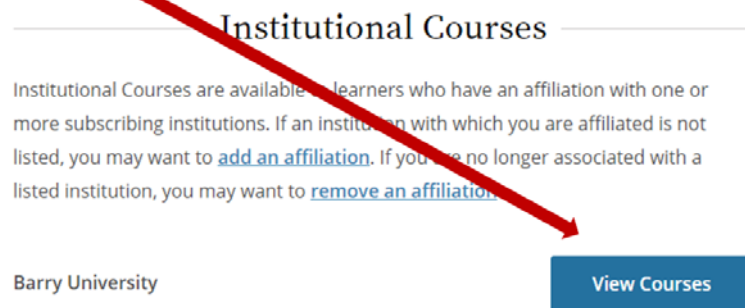 Institutional Courses
Institutional Courses are available to learners who have an affiliation with one or
more subscribing institutions. If an institution with which you are affiliated is not
listed, you may want to add an affiliation. If you are no longer associated with a
listed institution, you may want to remove an affiliation
Barry University
View Courses